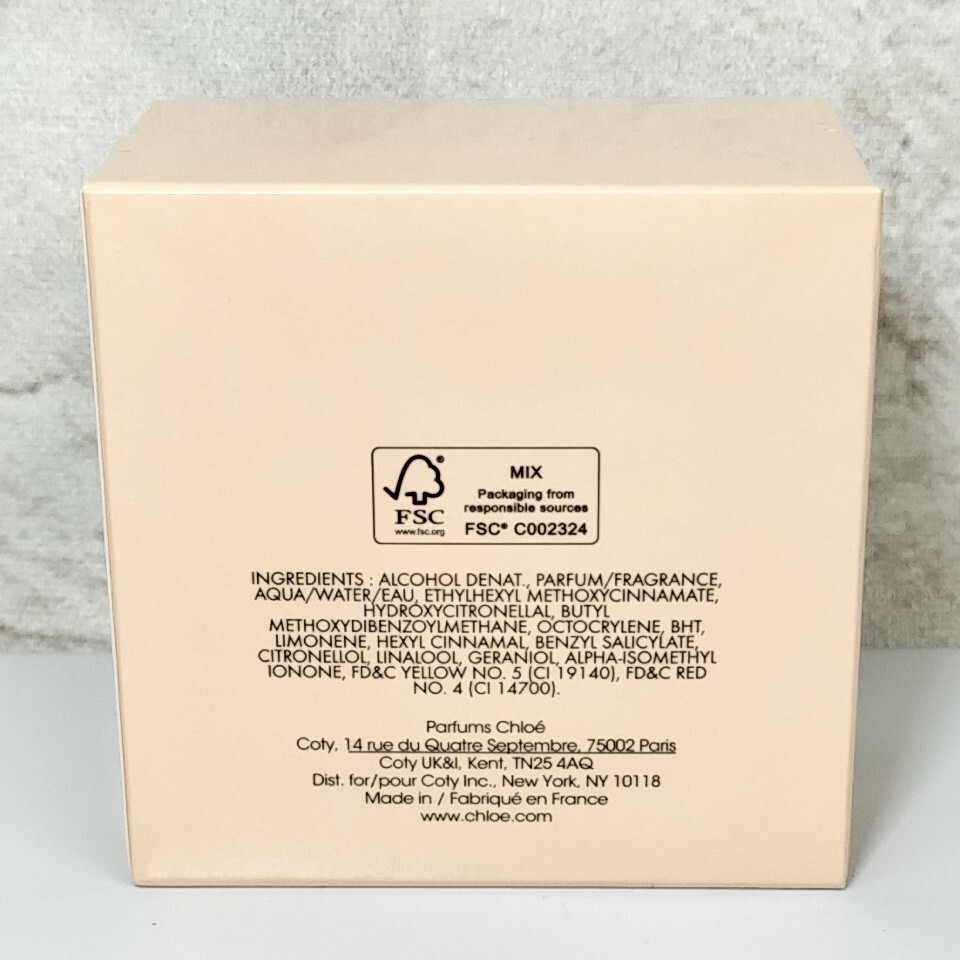 FSC®
www.fsc.org
MIX
Packaging from
responsible sources
FSC® C002324
INGREDIENTS : ALCOHOL DENAT., PARFUM/FRAGRANCE,
AQUA/WATER/EAU, ETHYLHEXYL METHOXYCINNAMATE,
HYDROXYCITRONELLAL, BUTYL
METHOXYDIBENZOYLMETHANE, OCTOCRYLENE, BHT,
LIMONENE, HEXYL CINNAMAL, BENZYL SALICYLATE,
CITRONELLOL, LINALOOL, GERANIOL, ALPHA-ISOMETHYL
IONONE, FD&C YELLOW NO. 5 (CI 19140), FD&C RED
NO. 4 (CI 14700).
Parfums Chloé
Coty, 14 rue du Quatre Septembre, 75002 Paris
Coty UK&I, Kent, TN25 4AQ
Dist. for/pour Coty Inc., New York, NY 10118
Made in / Fabriqué en France
www.chloe.com